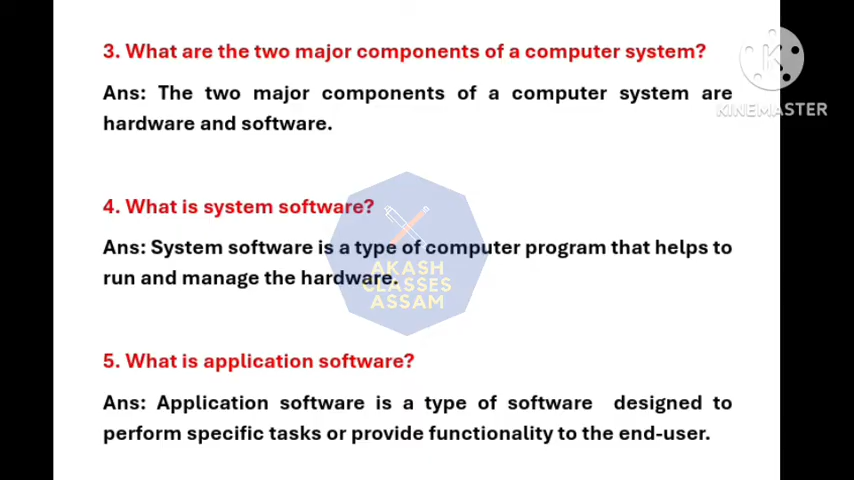 3. What are the two major components of a computer system?
Ans: The two major components of a computer system are
hardware and software.
KINEMASTER
4. What is system software?
Ans: System software is a type of computer program that helps to
run and manage the hardware.
AKASH
CLASSES
ASSAM
5. What is application software?
Ans: Application software is a type of software designed to
perform specific tasks or provide functionality to the end-user.